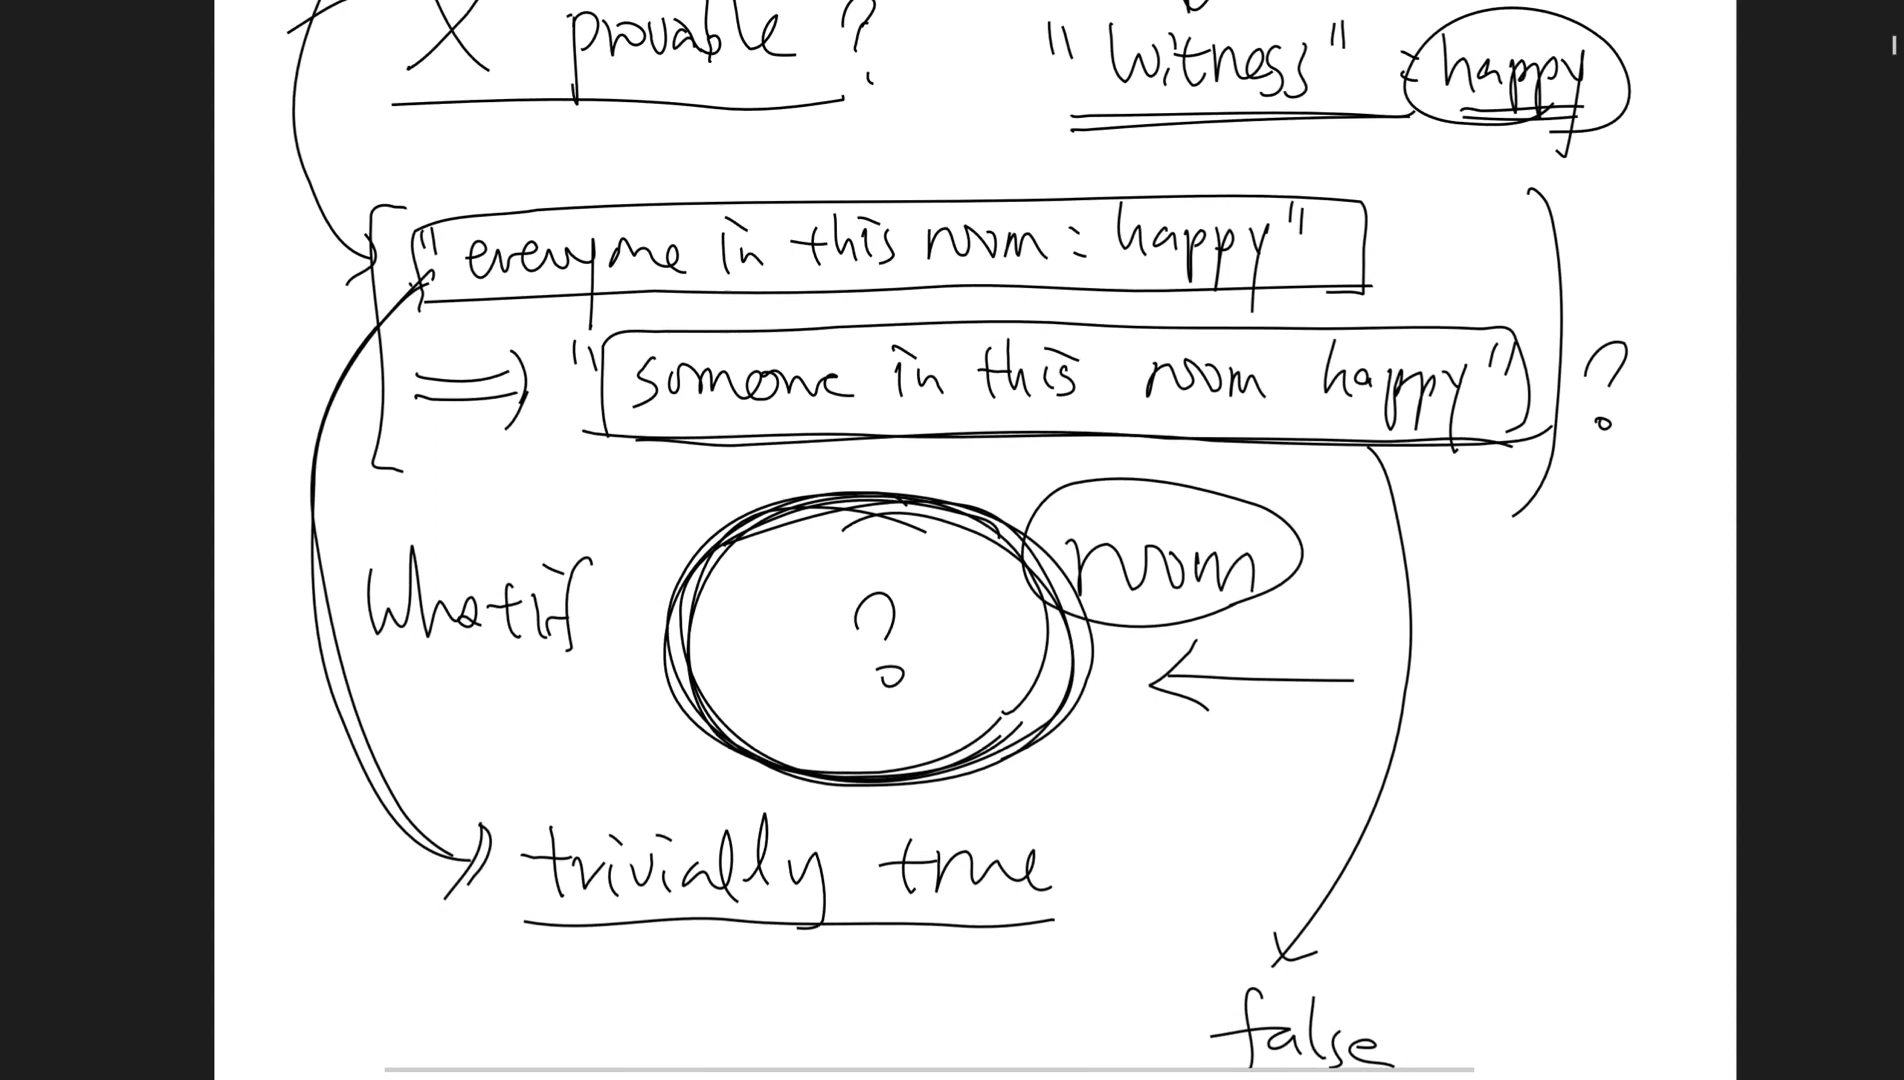 X provable ?
"Witness" : happy
"everyone in this room : happy"
⟹ "someone in this room happy" ?
What if ? room
trivially true
false